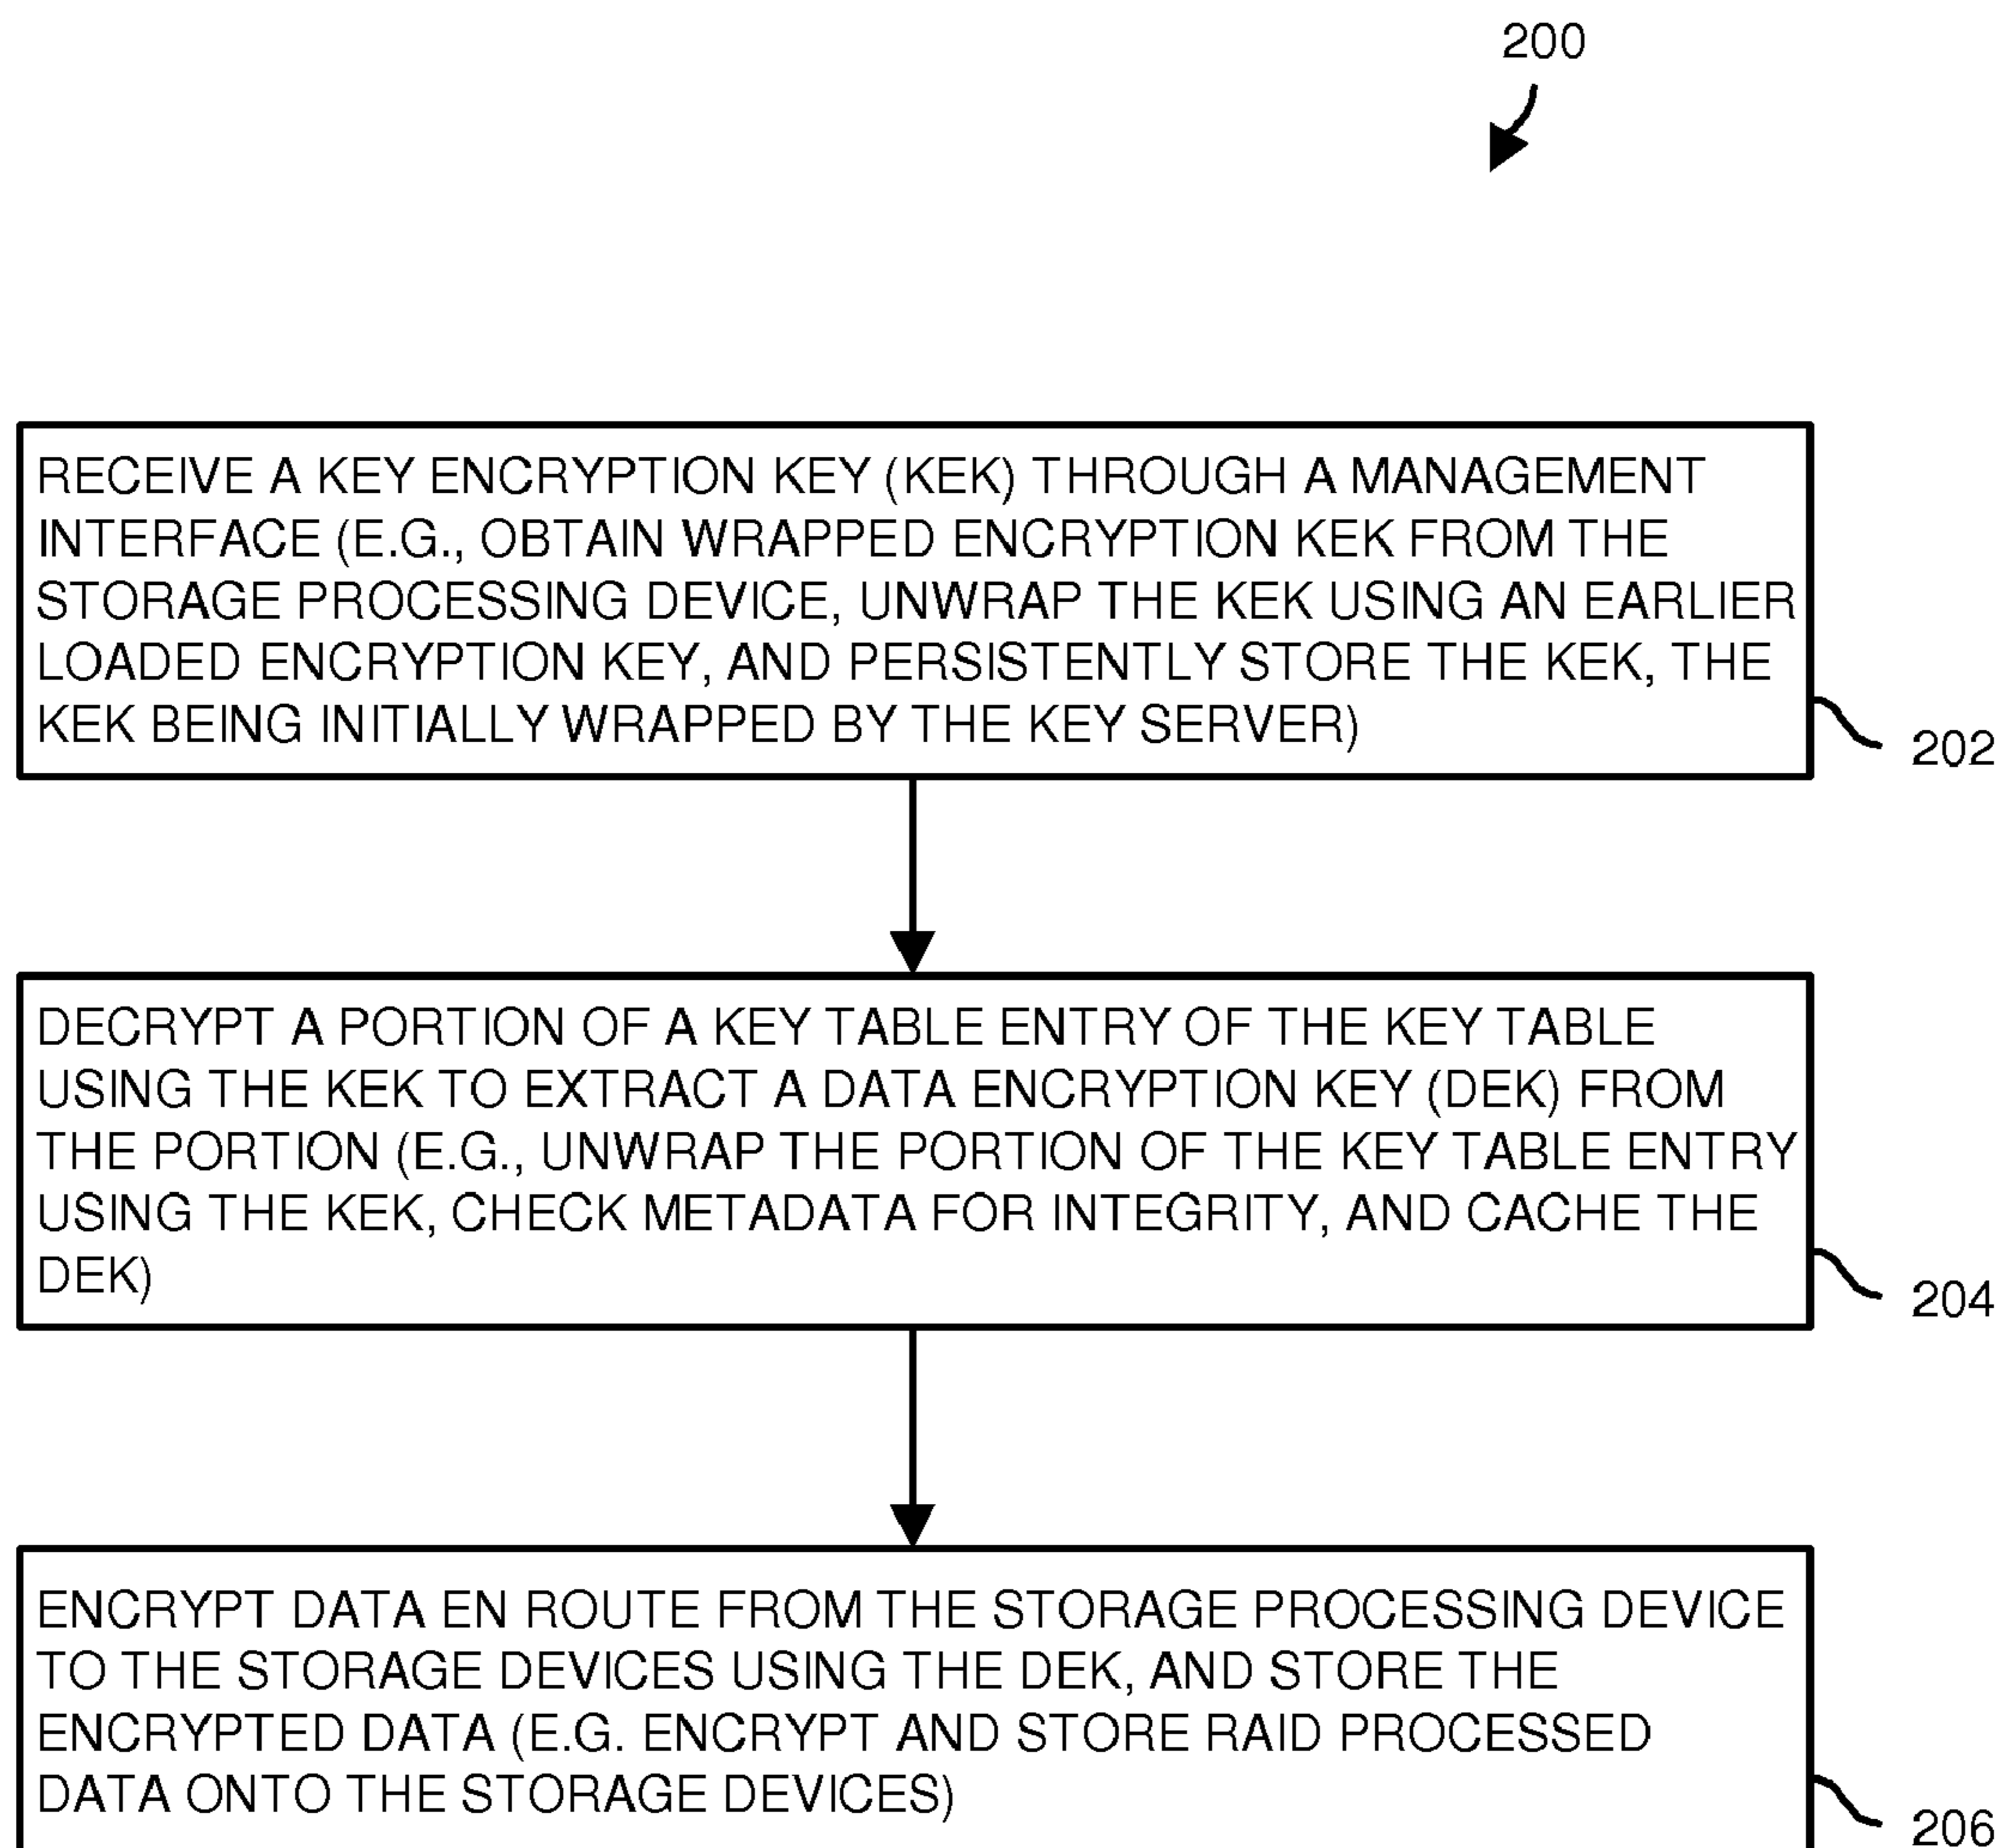 200
RECEIVE A KEY ENCRYPTION KEY (KEK) THROUGH A MANAGEMENT
INTERFACE (E.G., OBTAIN WRAPPED ENCRYPTION KEK FROM THE
STORAGE PROCESSING DEVICE, UNWRAP THE KEK USING AN EARLIER
LOADED ENCRYPTION KEY, AND PERSISTENTLY STORE THE KEK, THE
KEK BEING INITIALLY WRAPPED BY THE KEY SERVER)
202
DECRYPT A PORTION OF A KEY TABLE ENTRY OF THE KEY TABLE
USING THE KEK TO EXTRACT A DATA ENCRYPTION KEY (DEK) FROM
THE PORTION (E.G., UNWRAP THE PORTION OF THE KEY TABLE ENTRY
USING THE KEK, CHECK METADATA FOR INTEGRITY, AND CACHE THE
DEK)
204
ENCRYPT DATA EN ROUTE FROM THE STORAGE PROCESSING DEVICE
TO THE STORAGE DEVICES USING THE DEK, AND STORE THE
ENCRYPTED DATA (E.G. ENCRYPT AND STORE RAID PROCESSED
DATA ONTO THE STORAGE DEVICES)
206